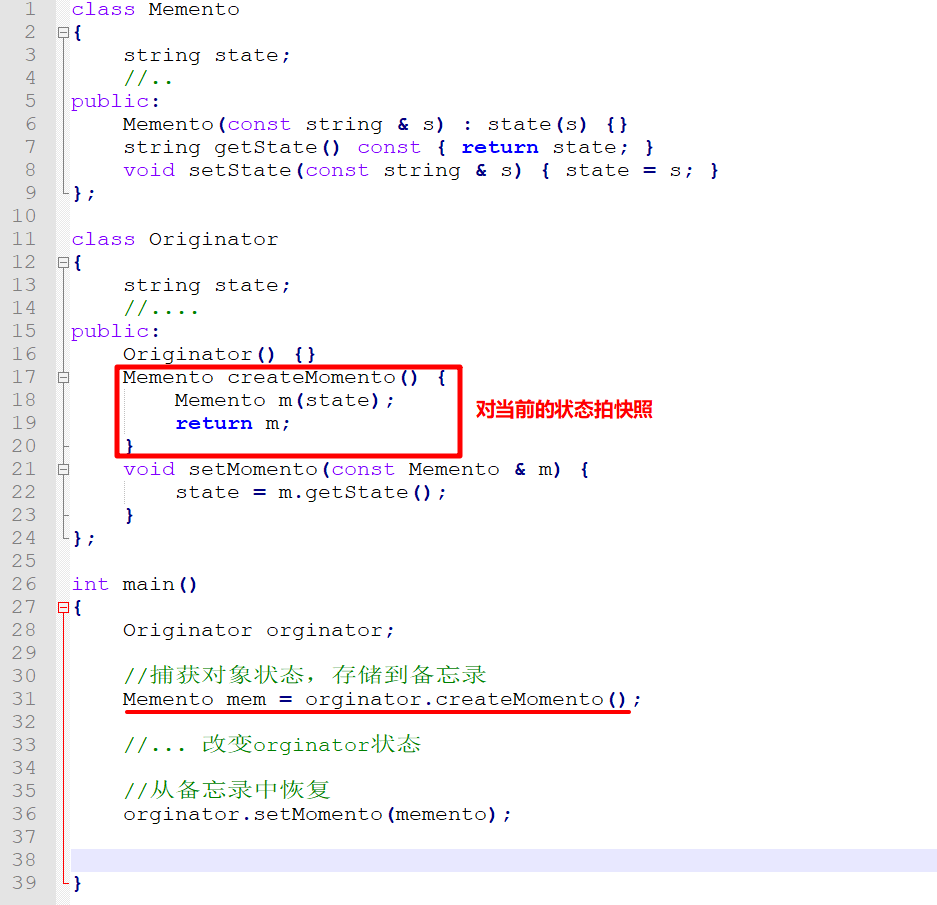 1 class Memento
2 {
3 string state;
4 //..
5 public:
6 Memento(const string & s) : state(s) {}
7 string getState() const { return state; }
8 void setState(const string & s) { state = s; }
9 };
10
11 class Originator
12 {
13 string state;
14 //....
15 public:
16 Originator() {}
17 Memento createMomento() {
18 Memento m(state);
对当前的状态拍快照
19 return m;
20 }
21 void setMomento(const Memento & m) {
22 state = m.getState();
23 }
24 };
25
26 int main()
27 {
28 Originator orginator;
29
30 //捕获对象状态，存储到备忘录
31 Memento mem = orginator.createMomento();
32
33 //... 改变orginator状态
34
35 //从备忘录中恢复
36 orginator.setMomento(memento);
37
38
39 }